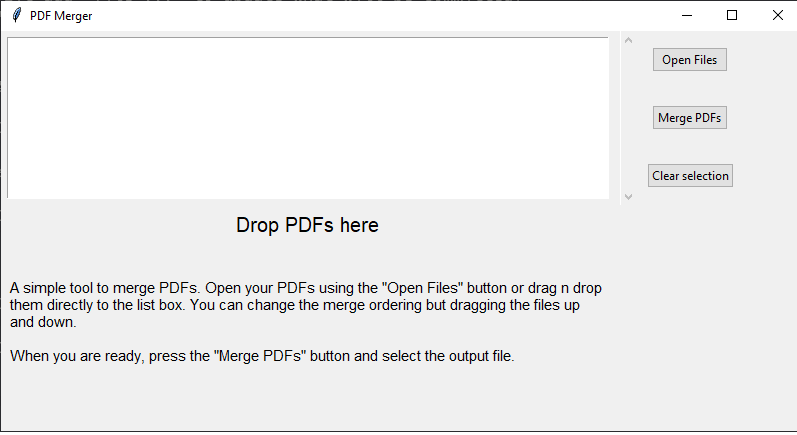 PDF Merger
Open Files
Merge PDFs
Clear selection
Drop PDFs here
A simple tool to merge PDFs. Open your PDFs using the "Open Files" button or drag n drop
them directly to the list box. You can change the merge ordering but dragging the files up
and down.
When you are ready, press the "Merge PDFs" button and select the output file.